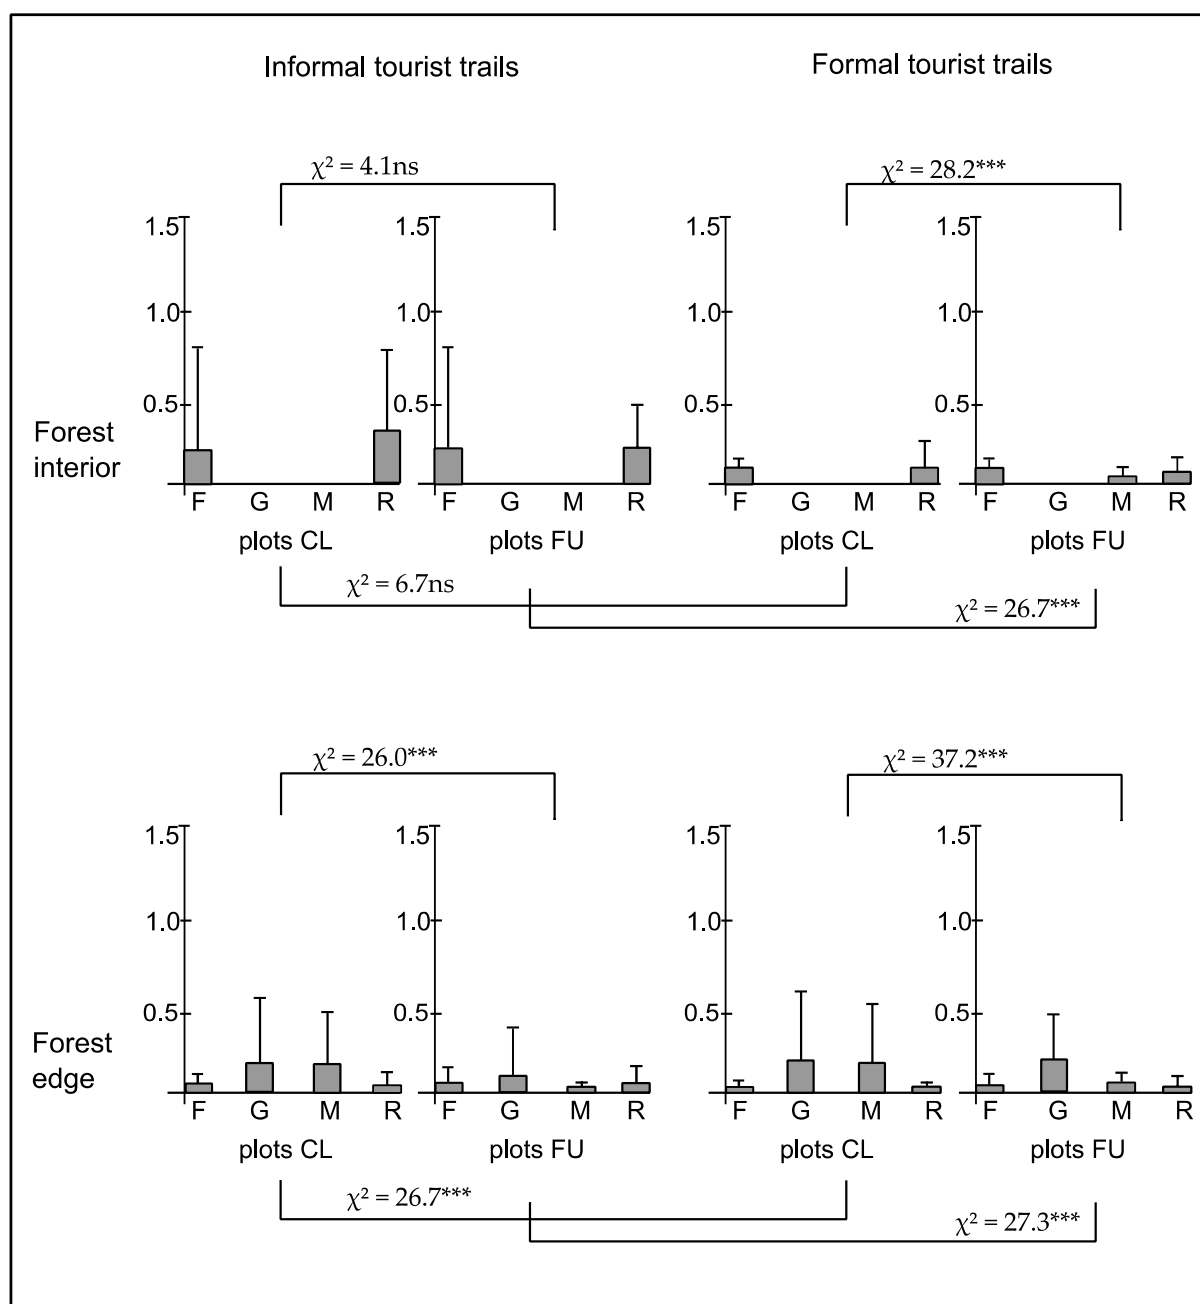 Informal tourist trails Formal tourist trails
χ² = 4.1ns χ² = 28.2***
1.5 1.5 1.5 1.5
1.0 1.0 1.0 1.0
0.5 0.5 0.5 0.5
Forest
interior
F G M R F G M R F G M R F G M R
plots CL plots FU plots CL plots FU
χ² = 6.7ns
χ² = 26.7***
χ² = 26.0*** χ² = 37.2***
1.5 1.5 1.5 1.5
1.0 1.0 1.0 1.0
0.5 0.5 0.5 0.5
Forest
edge
F G M R F G M R F G M R F G M R
plots CL plots FU plots CL plots FU
χ² = 26.7***
χ² = 27.3***